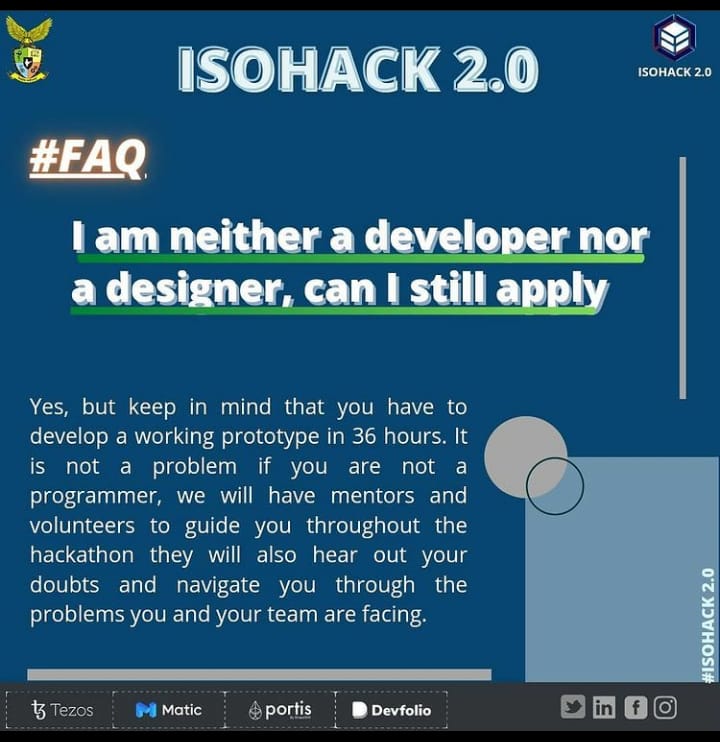 ISOHACK 2.0
ISOHACK 2.0
#FAQ
I am neither a developer nor
a designer, can I still apply
Yes, but keep in mind that you have to
develop a working prototype in 36 hours. It
is not a problem if you are not a
programmer, we will have mentors and
volunteers to guide you throughout the
hackathon they will also hear out your
doubts and navigate you through the
problems you and your team are facing.
#ISOHACK 2.0
Tezos
Matic
portis
Devfolio